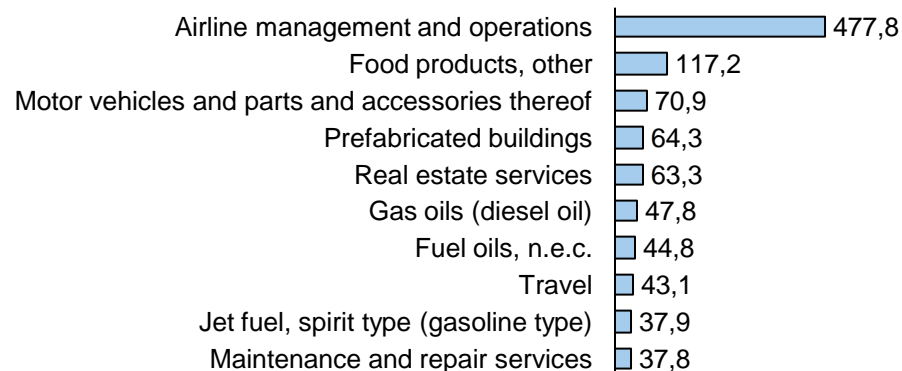 Airline management and operations 477,8
Food products, other 117,2
Motor vehicles and parts and accessories thereof 70,9
Prefabricated buildings 64,3
Real estate services 63,3
Gas oils (diesel oil) 47,8
Fuel oils, n.e.c. 44,8
Travel 43,1
Jet fuel, spirit type (gasoline type) 37,9
Maintenance and repair services 37,8